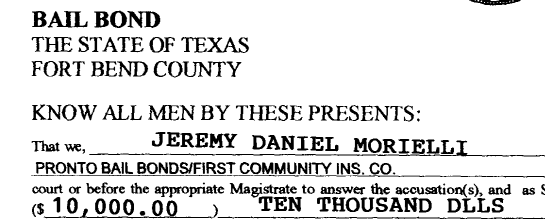 BAIL BOND
THE STATE OF TEXAS
FORT BEND COUNTY
KNOW ALL MEN BY THESE PRESENTS:
That we, JEREMY DANIEL MORIELLI
PRONTO BAIL BONDS/FIRST COMMUNITY INS. CO.
court or before the appropriate Magistrate to answer the accusation(s), and as S
($ 10,000.00 ) TEN THOUSAND DLLS